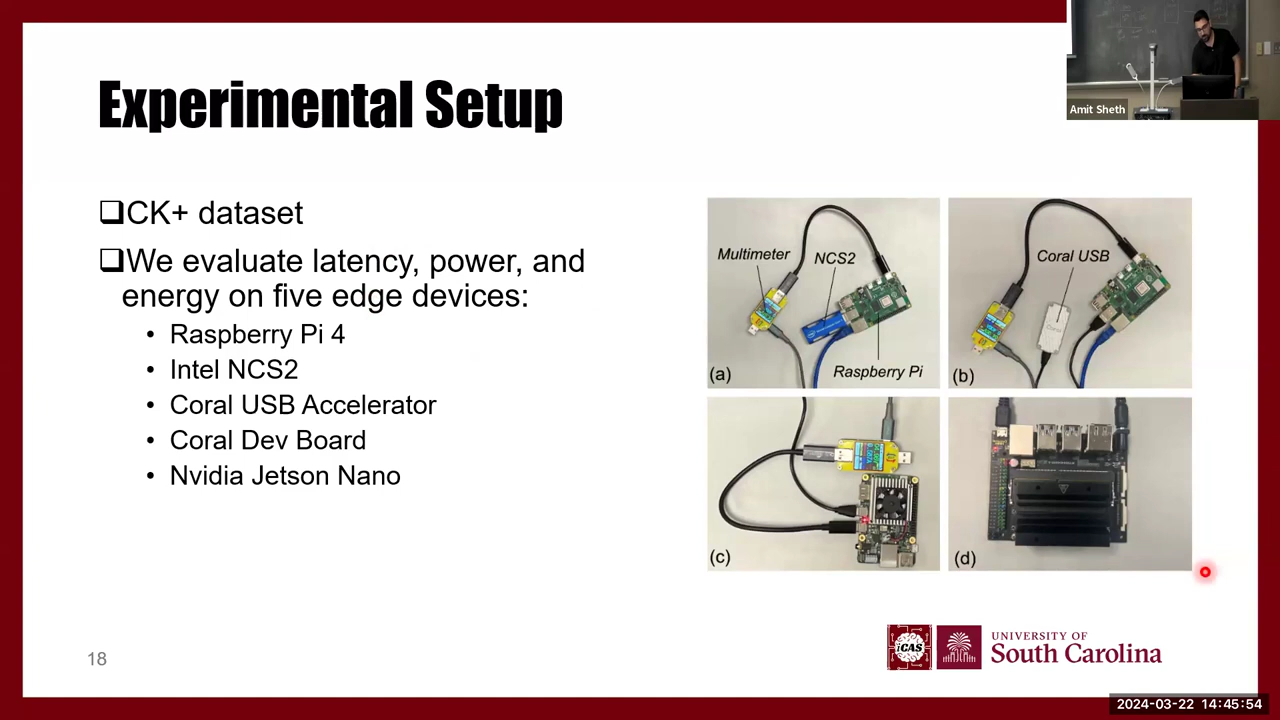 Experimental Setup
Amit Sheth
❑CK+ dataset
❑We evaluate latency, power, and
energy on five edge devices:
• Raspberry Pi 4
• Intel NCS2
• Coral USB Accelerator
• Coral Dev Board
• Nvidia Jetson Nano
Multimeter
NCS2
Raspberry Pi
(a)
Coral USB
(b)
(c)
(d)
18
iCAS
UNIVERSITY OF
South Carolina
2024-03-22 14:45:54